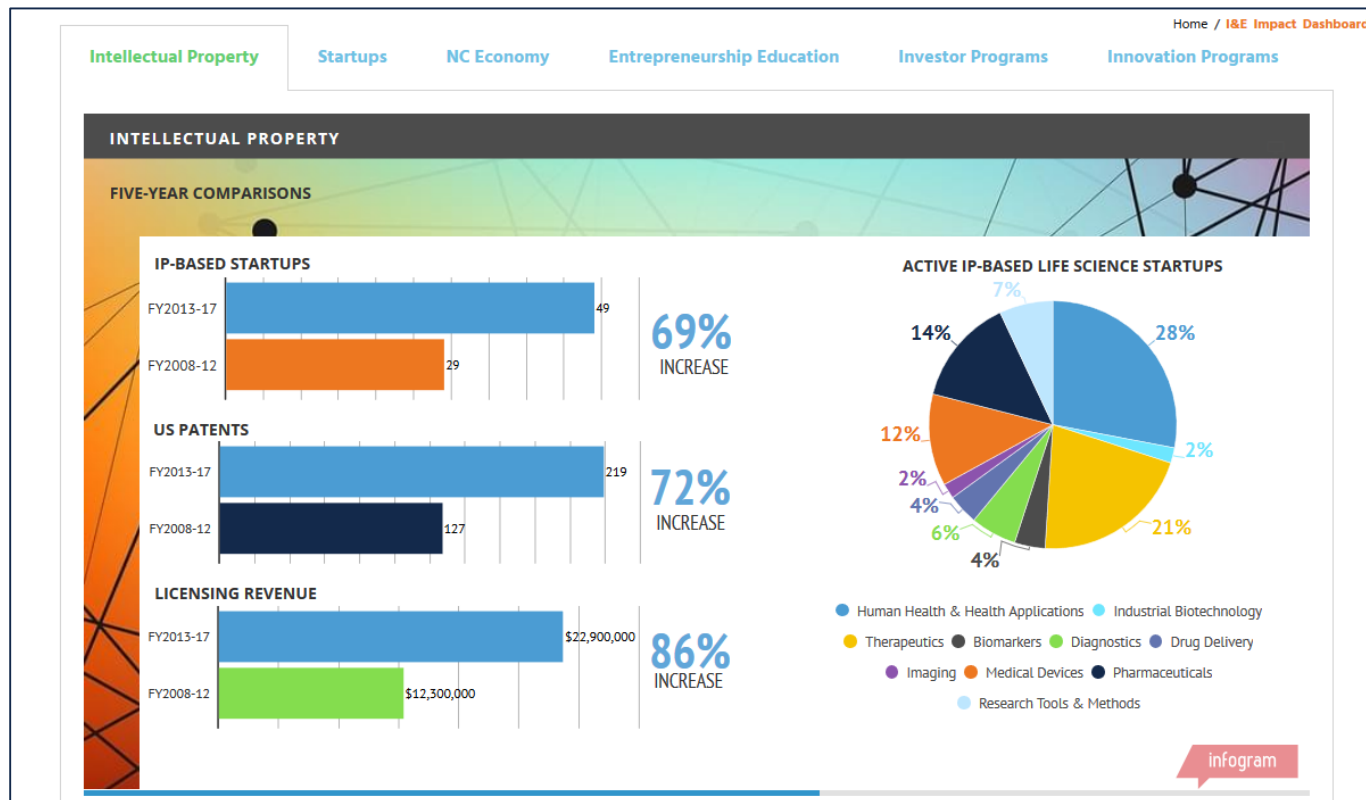 Home / I&E Impact Dashboard
Intellectual Property Startups NC Economy Entrepreneurship Education Investor Programs Innovation Programs
INTELLECTUAL PROPERTY
FIVE-YEAR COMPARISONS
IP-BASED STARTUPS
FY2013-17 49
FY2008-12 29
69%
INCREASE
US PATENTS
FY2013-17 219
FY2008-12 127
72%
INCREASE
LICENSING REVENUE
FY2013-17 $22,900,000
FY2008-12 $12,300,000
86%
INCREASE
ACTIVE IP-BASED LIFE SCIENCE STARTUPS
7%
14% 28%
12% 2%
2%
4%
6% 21%
4%
Human Health & Health Applications Industrial Biotechnology
Therapeutics Biomarkers Diagnostics Drug Delivery
Imaging Medical Devices Pharmaceuticals
Research Tools & Methods
infogram